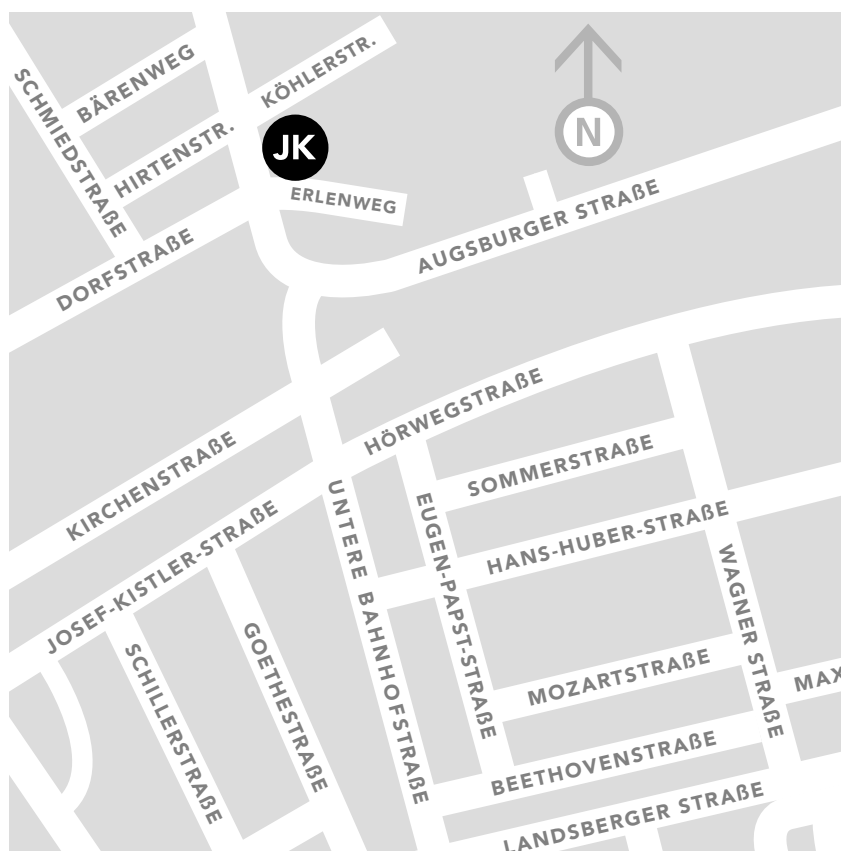 BÄRENWEG
KÖHLERSTR.
SCHMIEDSTRAßE
HIRTENSTR.
JK
N
ERLENWEG
AUGSBURGER STRAßE
DORFSTRAßE
HÖRWEGSTRAßE
KIRCHENSTRAßE
SOMMERSTRAßE
JOSEF-KISTLER-STRAßE
UNTERE BAHNHOFSTRAßE
EUGEN-PAPST-STRAßE
HANS-HUBER-STRAßE
WAGNER STRAßE
SCHILLERSTRAßE
GOETHESTRAßE
MOZARTSTRAßE
MAX
BEETHOVENSTRAßE
LANDSBERGER STRAßE